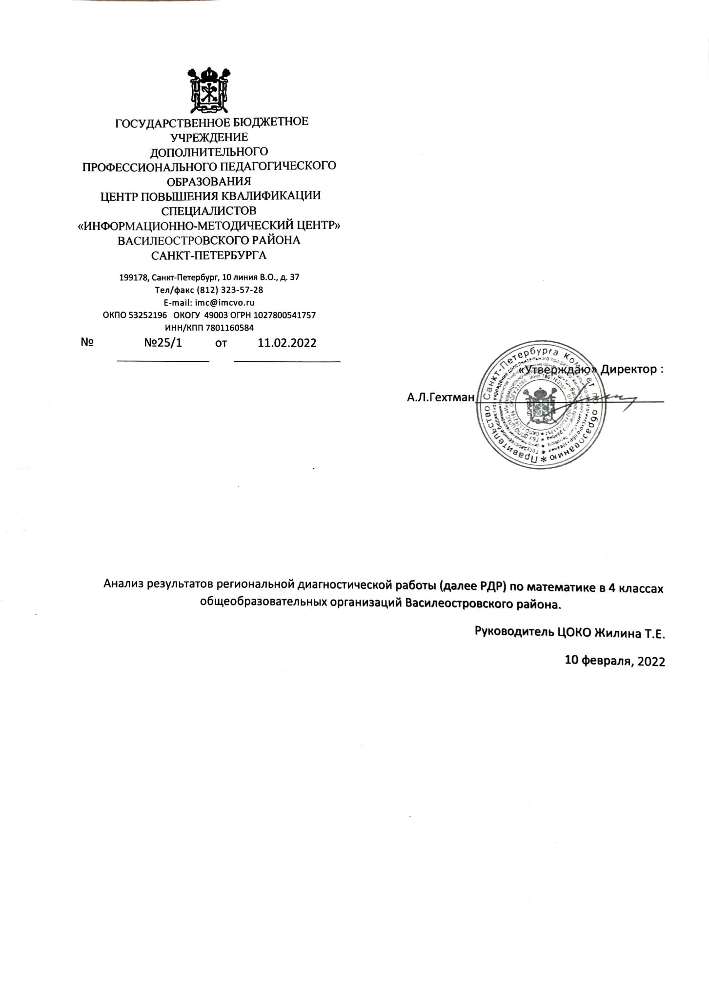 ГОСУДАРСТВЕННОЕ БЮДЖЕТНОЕ
УЧРЕЖДЕНИЕ
ДОПОЛНИТЕЛЬНОГО
ПРОФЕССИОНАЛЬНОГО ПЕДАГОГИЧЕСКОГО
ОБРАЗОВАНИЯ
ЦЕНТР ПОВЫШЕНИЯ КВАЛИФИКАЦИИ
СПЕЦИАЛИСТОВ
«ИНФОРМАЦИОННО-МЕТОДИЧЕСКИЙ ЦЕНТР»
ВАСИЛЕОСТРОВСКОГО РАЙОНА
САНКТ-ПЕТЕРБУРГА
199178, Санкт-Петербург, 10 линия В.О., д. 37
Тел/факс (812) 323-57-28
E-mail: imc@imcvo.ru
ОКПО 53252196 ОКОГУ 49003 ОГРН 1027800541757
ИНН/КПП 7801160584
№ №25/1 от 11.02.2022
«Утверждаю» Директор :
А.Л.Гехтман
Правительство Санкт-Петербурга Комитет по образованию
Анализ результатов региональной диагностической работы (далее РДР) по математике в 4 классах
общеобразовательных организаций Василеостровского района.
Руководитель ЦОКО Жилина Т.Е.
10 февраля, 2022